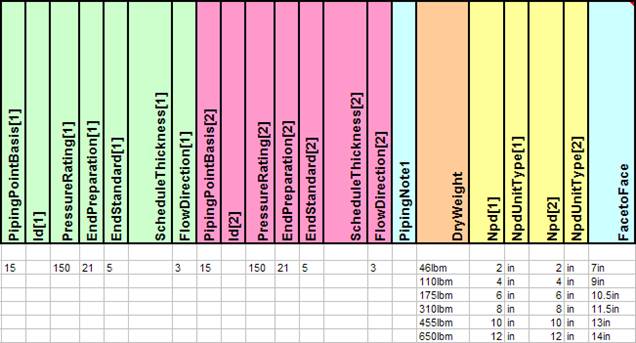 PipingPointBasis[1] Id[1] PressureRating[1] EndPreparation[1] EndStandard[1] ScheduleThickness[1] FlowDirection[1] PipingPointBasis[2] Id[2] PressureRating[2] EndPreparation[2] EndStandard[2] ScheduleThickness[2] FlowDirection[2] PipingNote1 DryWeight Npd[1] NpdUnitType[1] Npd[2] NpdUnitType[2] FacetoFace
15 150 21 5 3 15 150 21 5 3 46lbm 2 in 2 in 7in
110lbm 4 in 4 in 9in
175lbm 6 in 6 in 10.5in
310lbm 8 in 8 in 11.5in
455lbm 10 in 10 in 13in
650lbm 12 in 12 in 14in